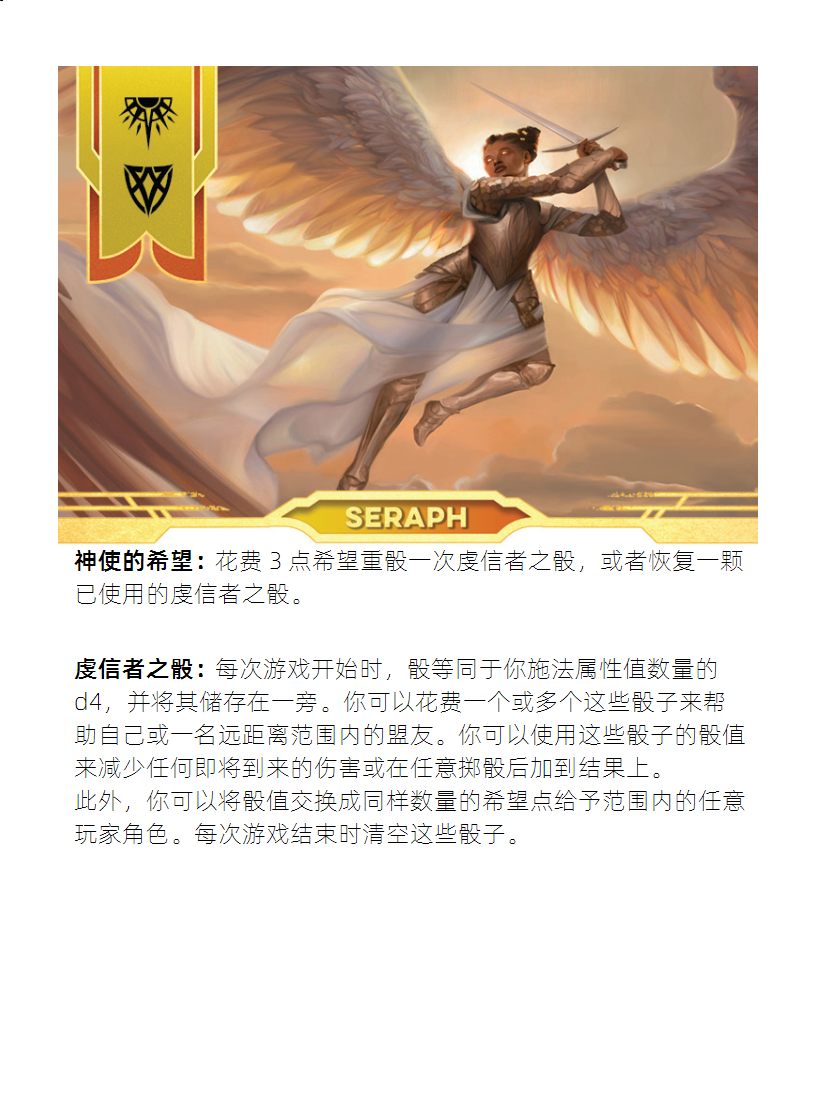 SERAPH
神使的希望：花费 3 点希望重骰一次虔信者之骰，或者恢复一颗
已使用的虔信者之骰。
虔信者之骰：每次游戏开始时，骰等同于你施法属性值数量的
d4，并将其储存在一旁。你可以花费一个或多个这些骰子来帮
助自己或一名远距离范围内的盟友。你可以使用这些骰子的骰值
来减少任何即将到来的伤害或在任意掷骰后加到结果上。
此外，你可以将骰值交换成同样数量的希望点给予范围内的任意
玩家角色。每次游戏结束时清空这些骰子。